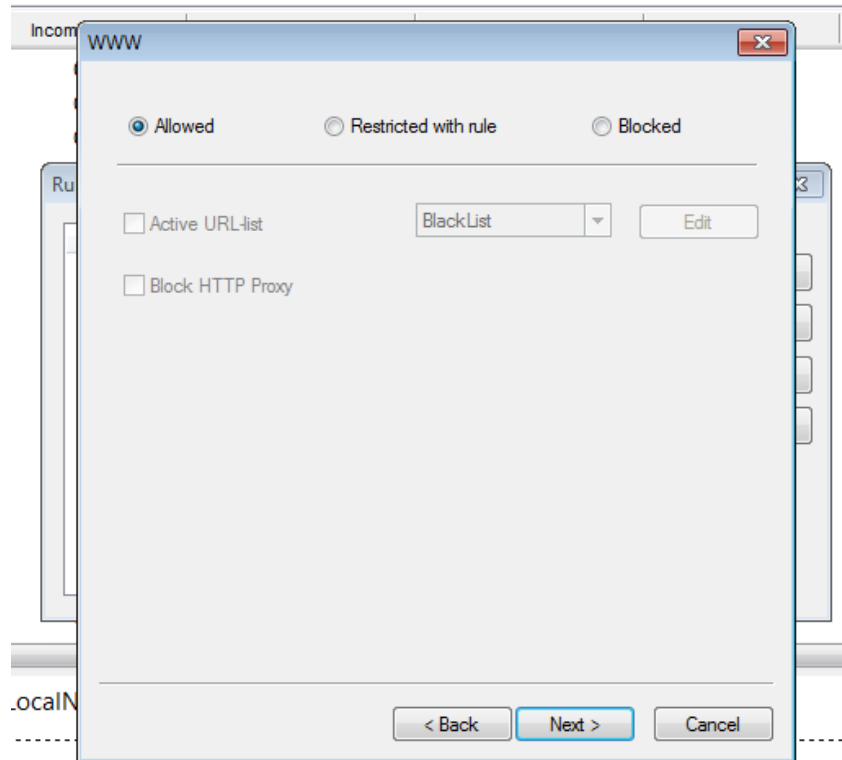 Incom
WWW
Allowed
Restricted with rule
Blocked
Ru
Active URL-list
BlackList
Edit
Block HTTP Proxy
LocalN
< Back
Next >
Cancel